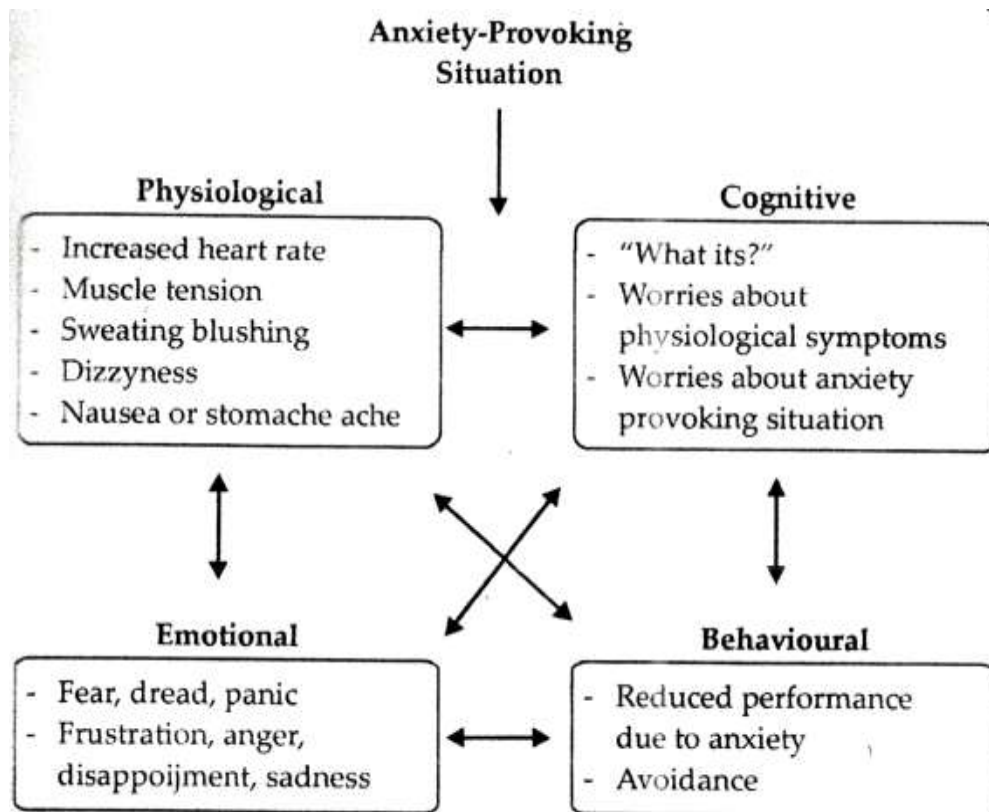 Anxiety-Provoking
Situation
Physiological
- Increased heart rate
- Muscle tension
- Sweating blushing
- Dizzyness
- Nausea or stomache ache
Cognitive
- “What its?”
- Worries about
physiological symptoms
- Worries about anxiety
provoking situation
Emotional
- Fear, dread, panic
- Frustration, anger,
disappoijment, sadness
Behavioural
- Reduced performance
due to anxiety
- Avoidance